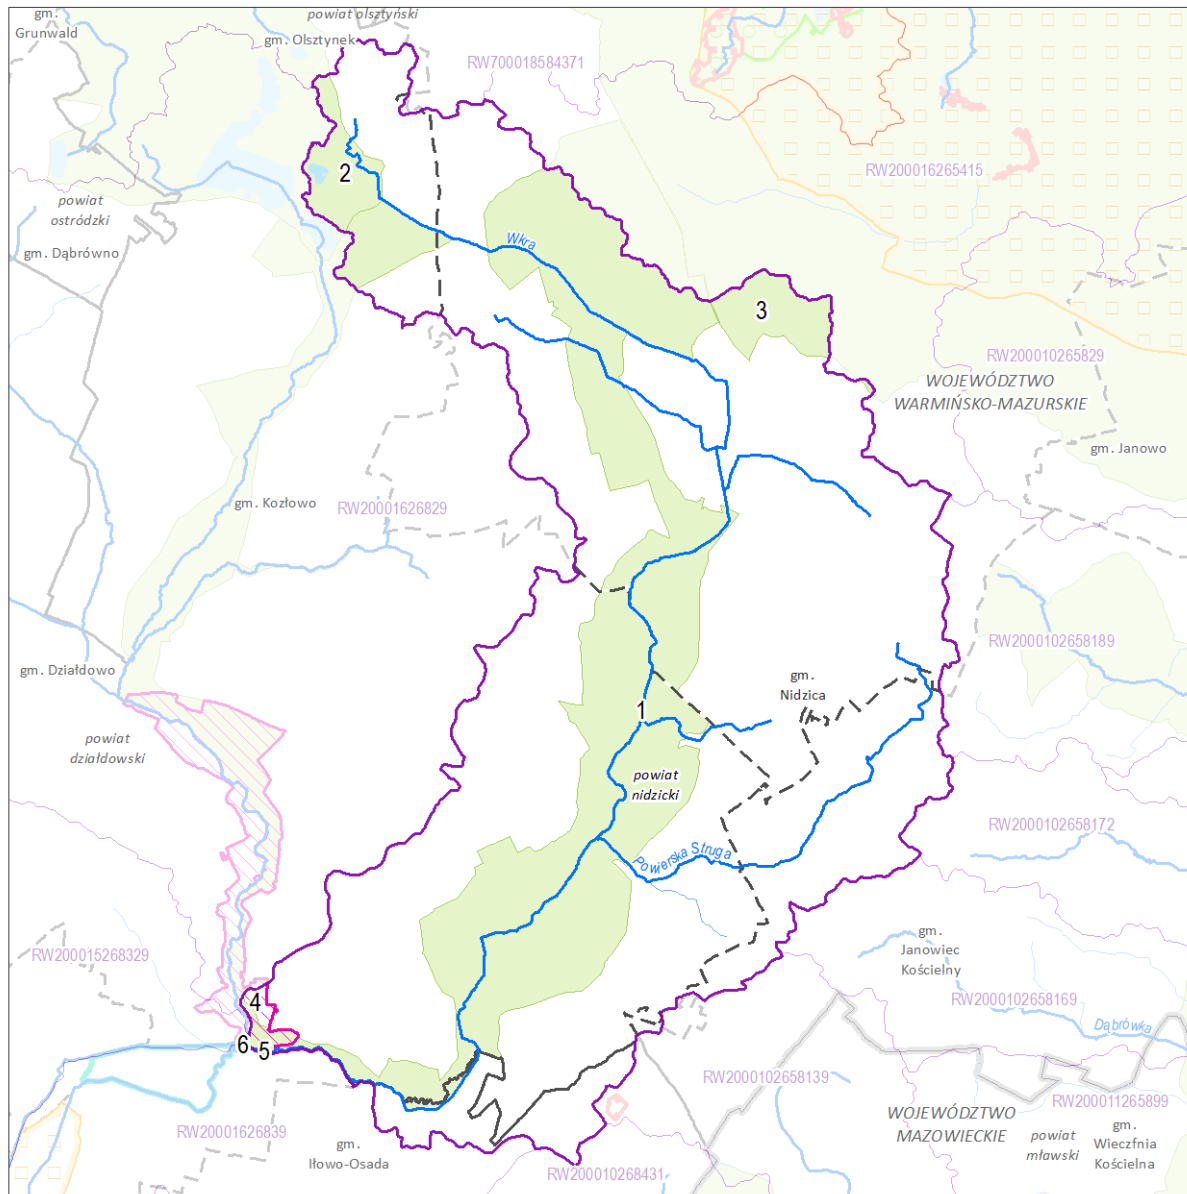 gm.
Grunwald
powiat olsztyński
gm. Olsztynek
RW700018584371
RW200016265415
2
powiat
ostródzki
gm. Dąbrówno
Wkra
3
RW200010265829
WOJEWÓDZTWO
WARMIŃSKO-MAZURSKIE
gm. Janowo
gm. Kozłowo
RW20001626829
RW2000102658189
gm. Działdowo
gm.
Nidzica
1
powiat
działdowski
powiat
nidzicki
RW2000102658172
Powierska Struga
gm.
Janowiec
Kościelny
RW200015268329
4
RW2000102658169
Dąbrówka
6
5
RW2000102658139
RW200011265899
WOJEWÓDZTWO
MAZOWIECKIE
powiat
mławski
gm.
Wieczfnia
Kościelna
RW20001626839
gm.
Iłowo-Osada
RW200010268431